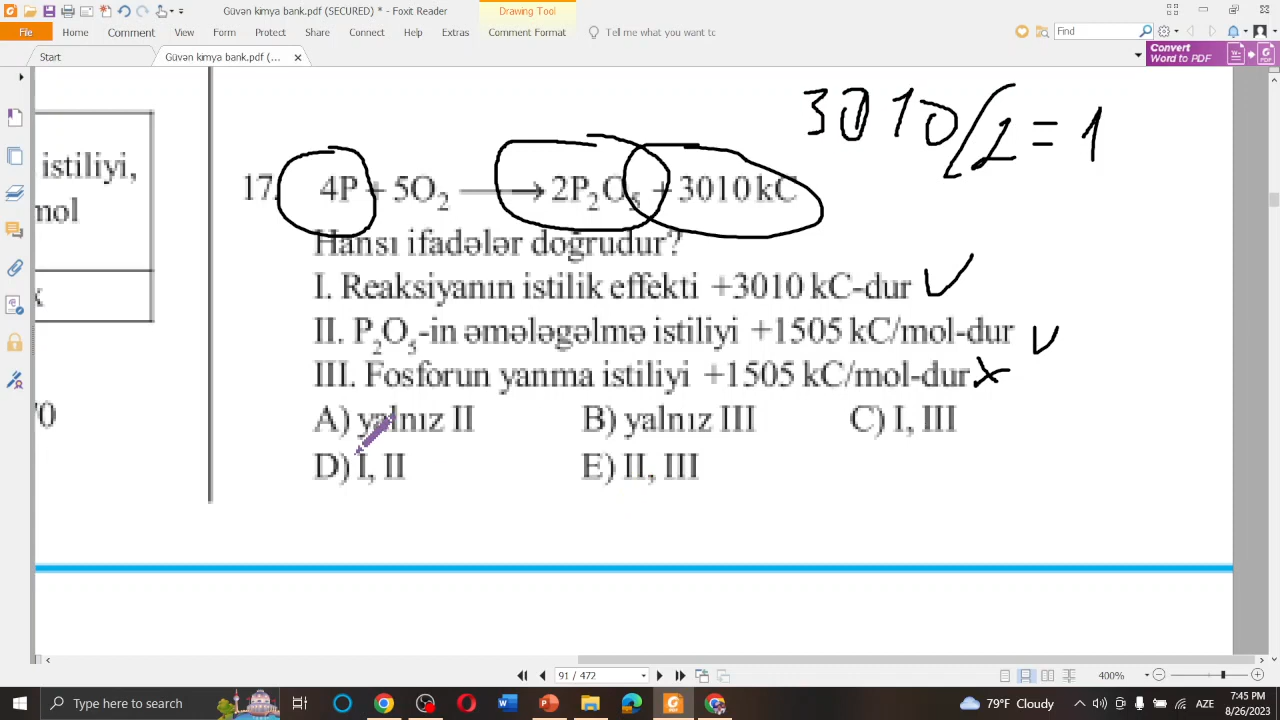 Güvən kimya bank.pdf (SECURED) * - Foxit Reader
Drawing Tool
File Home Comment View Form Protect Share Connect Help Extras Comment Format Tell me what you want tc Find
Start Güvən kimya bank.pdf (... × Convert
Word to PDF
3010/2=1
istiliyi,
mol
17. 4P + 5O2 → 2P2O5 + 3010 kC
Hansı ifadələr doğrudur?
I. Reaksiyanın istilik effekti +3010 kC-dur
II. P2O5-in əmələgəlmə istiliyi +1505 kC/mol-dur
III. Fosforun yanma istiliyi +1505 kC/mol-dur
A) yalnız II B) yalnız III C) I, III
D) I, II E) II, III
91 / 472 400%
Type here to search 79°F Cloudy AZE 7:45 PM
8/26/2023